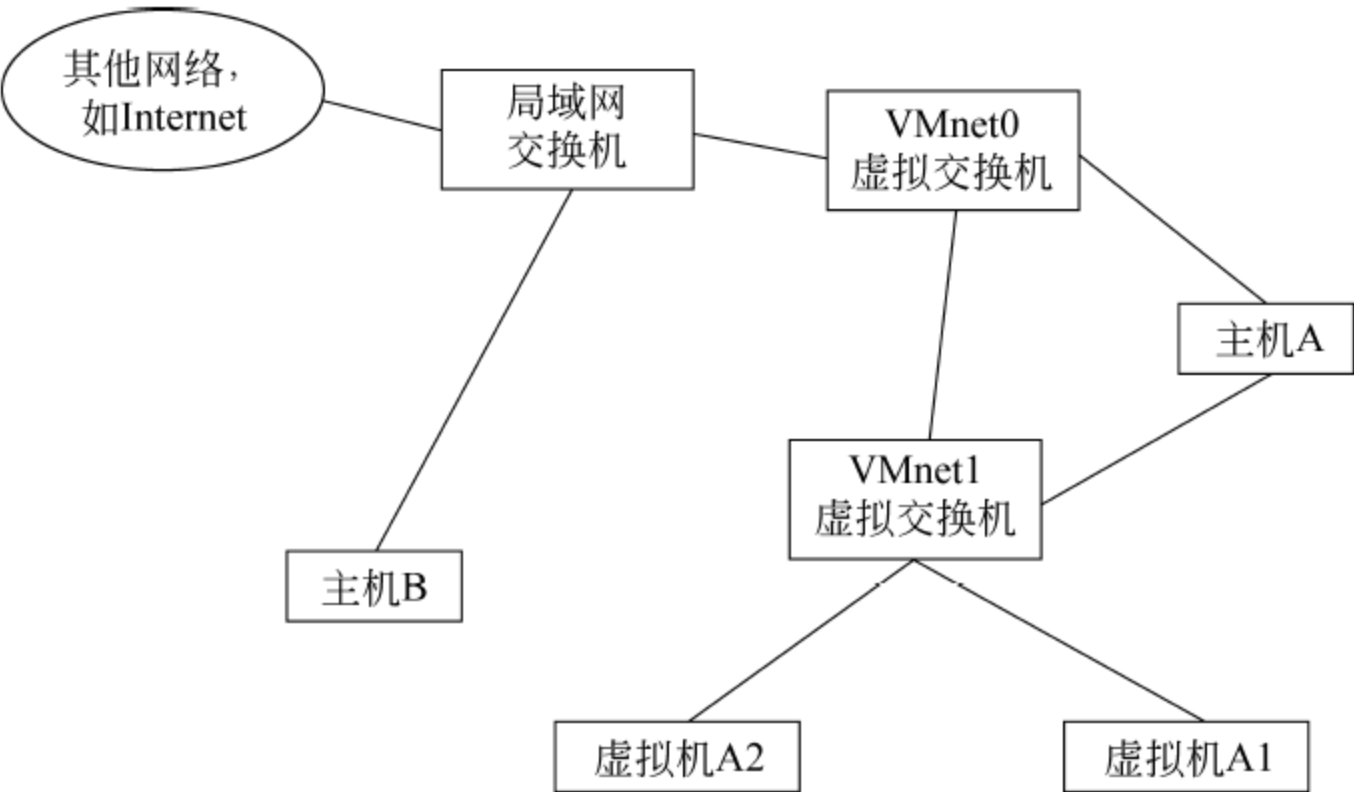 其他网络，
如Internet
局域网
交换机
VMnet0
虚拟交换机
主机A
VMnet1
虚拟交换机
主机B
虚拟机A2
虚拟机A1